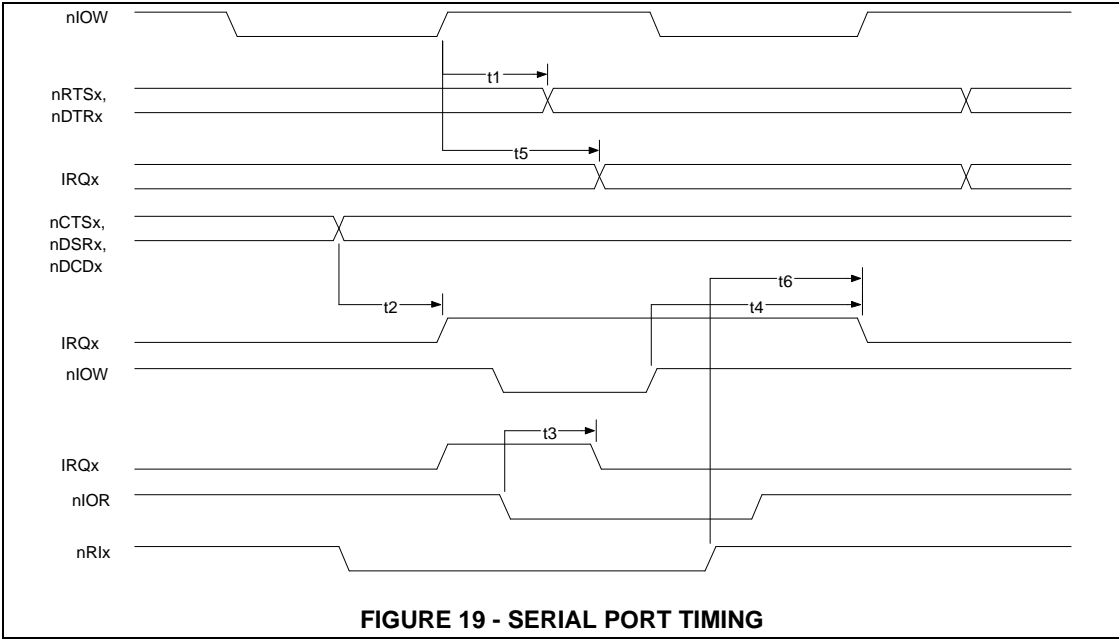 nIOW
t1
nRTSx,
nDTRx
t5
IRQx
nCTSx,
nDSRx,
nDCDx
t6
t2
t4
IRQx
nIOW
t3
IRQx
nIOR
nRIx
FIGURE 19 - SERIAL PORT TIMING